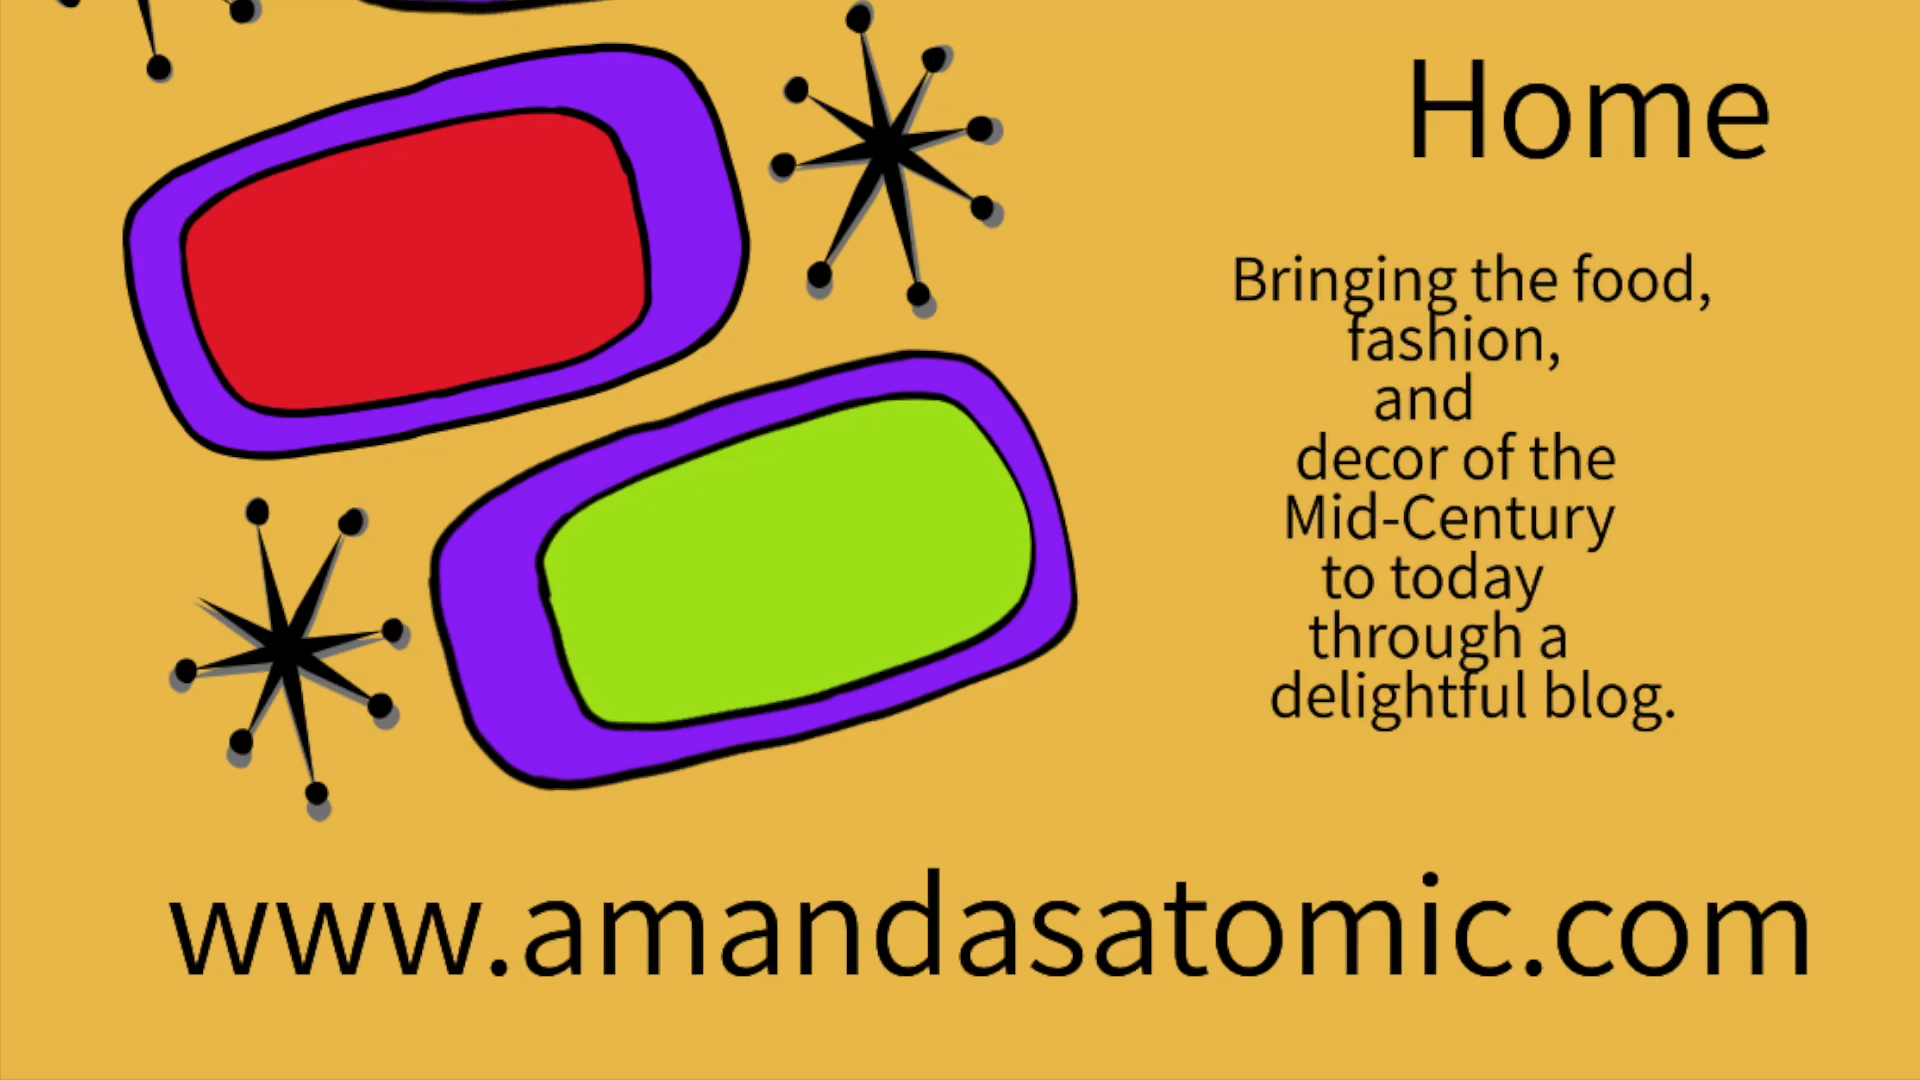 Home
Bringing the food,
fashion,
and
decor of the
Mid-Century
to today
through a
delightful blog.
www.amandasatomic.com